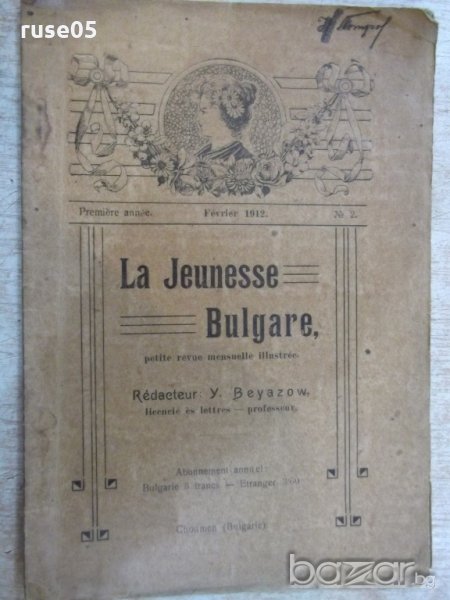 ruse05
Première année. Février 1912. № 2.
La Jeunesse
Bulgare,
petite revue mensuelle illustrée.
Rédacteur: Y. Beyazow,
licencié ès lettres — professeur.
Abonnement annuel:
Bulgarie 3 francs — Etranger 3·50
Choumen (Bulgarie)
bazar.bg